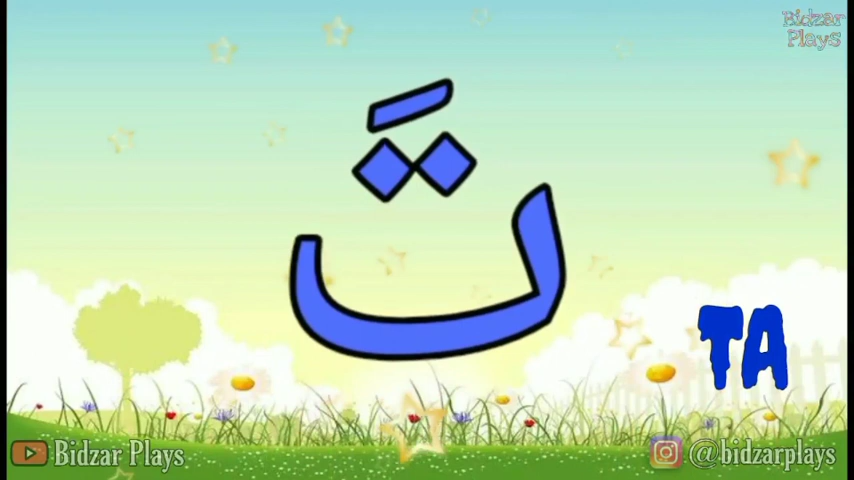 Bidzar
Plays
تَ
TA
Bidzar Plays
@bidzarplays